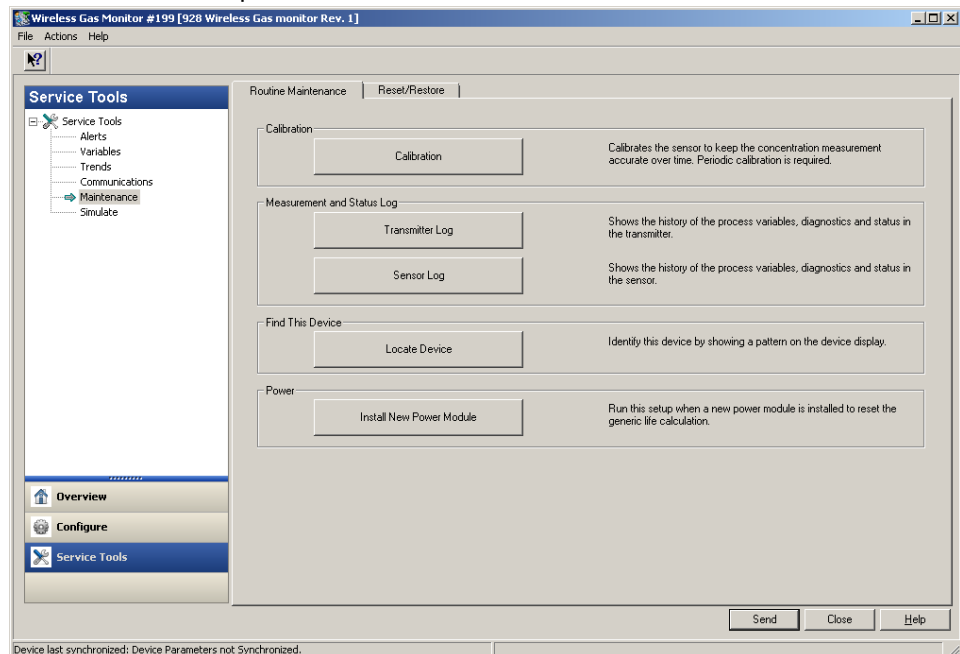 Wireless Gas Monitor #199 [928 Wireless Gas monitor Rev. 1]
File Actions Help
Service Tools
Service Tools
Alerts
Variables
Trends
Communications
Maintenance
Simulate
Overview
Configure
Service Tools
Routine Maintenance Reset/Restore
Calibration
Calibration
Calibrates the sensor to keep the concentration measurement
accurate over time. Periodic calibration is required.
Measurement and Status Log
Transmitter Log
Shows the history of the process variables, diagnostics and status in
the transmitter.
Sensor Log
Shows the history of the process variables, diagnostics and status in
the sensor.
Find This Device
Locate Device
Identify this device by showing a pattern on the device display.
Power
Install New Power Module
Run this setup when a new power module is installed to reset the
generic life calculation.
Send Close Help
Device last synchronized: Device Parameters not Synchronized.